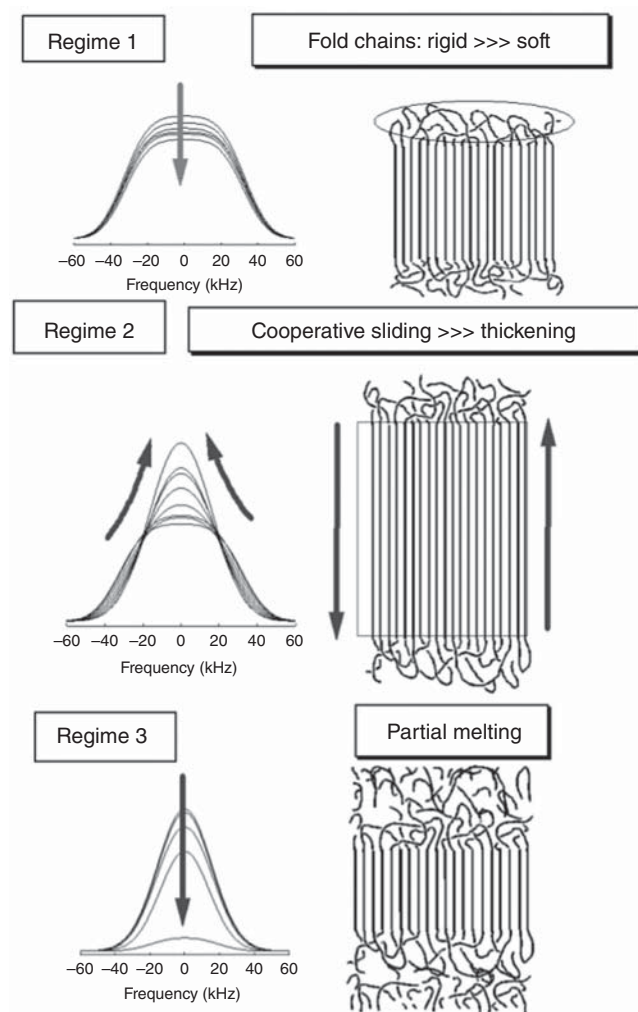 Regime 1
Fold chains: rigid >>> soft
–60 –40 –20 0 20 40 60
Frequency (kHz)
Regime 2
Cooperative sliding >>> thickening
–60 –40 –20 0 20 40 60
Frequency (kHz)
Regime 3
Partial melting
–60 –40 –20 0 20 40 60
Frequency (kHz)